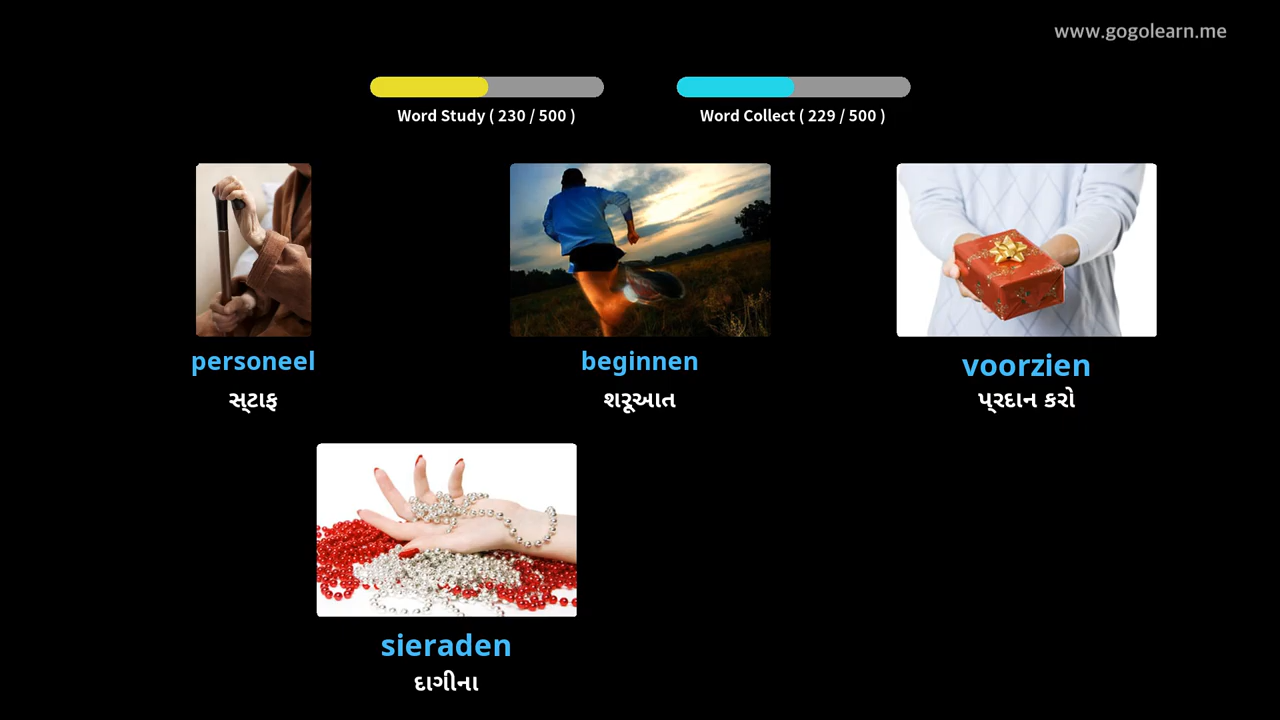 www.gogolearn.me
Word Study ( 230 / 500 )
Word Collect ( 229 / 500 )
personeel
સ્ટાફ
beginnen
શરૂઆત
voorzien
પ્રદાન કરો
sieraden
દાગીના